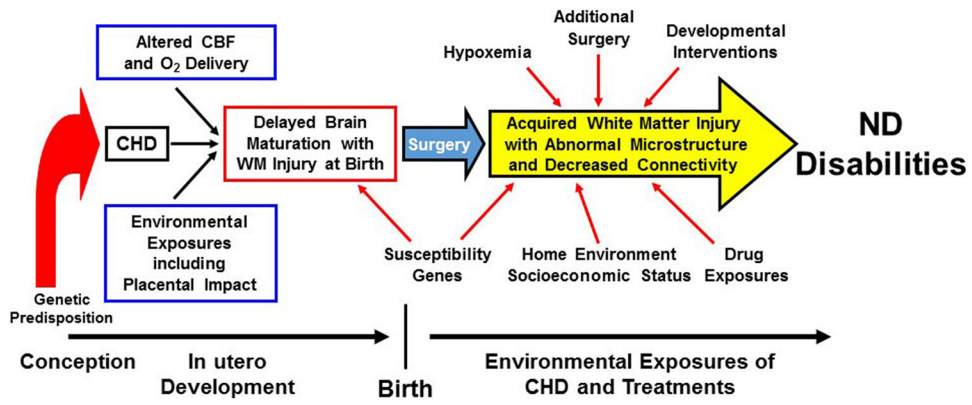 Altered CBF
and O₂ Delivery
CHD
Environmental
Exposures
including
Placental Impact
Genetic
Predisposition
Delayed Brain
Maturation with
WM Injury at Birth
Surgery
Hypoxemia
Additional
Surgery
Developmental
Interventions
Acquired White Matter Injury
with Abnormal Microstructure
and Decreased Connectivity
ND
Disabilities
Susceptibility
Genes
Home Environment
Socioeconomic Status
Drug
Exposures
Conception
In utero
Development
Birth
Environmental Exposures of
CHD and Treatments